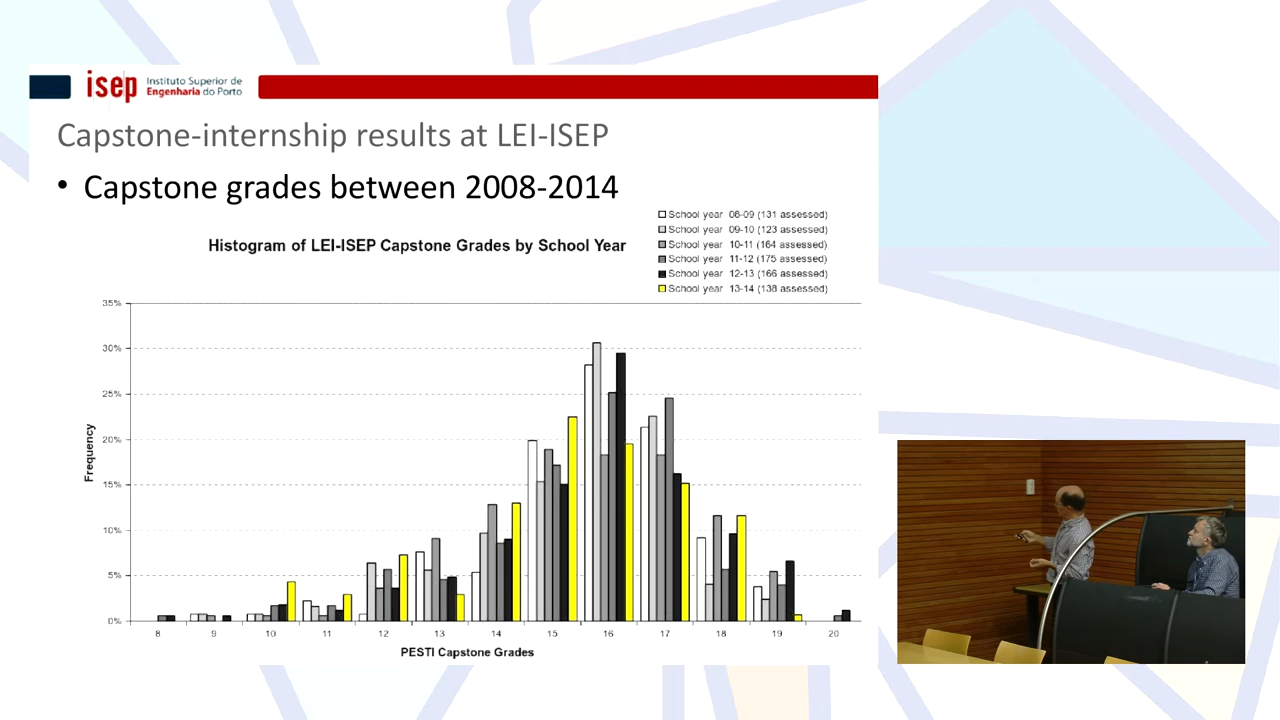 isep Instituto Superior de
Engenharia do Porto
Capstone-internship results at LEI-ISEP
• Capstone grades between 2008-2014
School year 08-09 (131 assessed)
School year 09-10 (123 assessed)
School year 10-11 (164 assessed)
School year 11-12 (175 assessed)
School year 12-13 (166 assessed)
School year 13-14 (138 assessed)
Histogram of LEI-ISEP Capstone Grades by School Year
35%
30%
25%
20%
15%
10%
5%
0%
Frequency
8 9 10 11 12 13 14 15 16 17 18 19 20
PESTI Capstone Grades